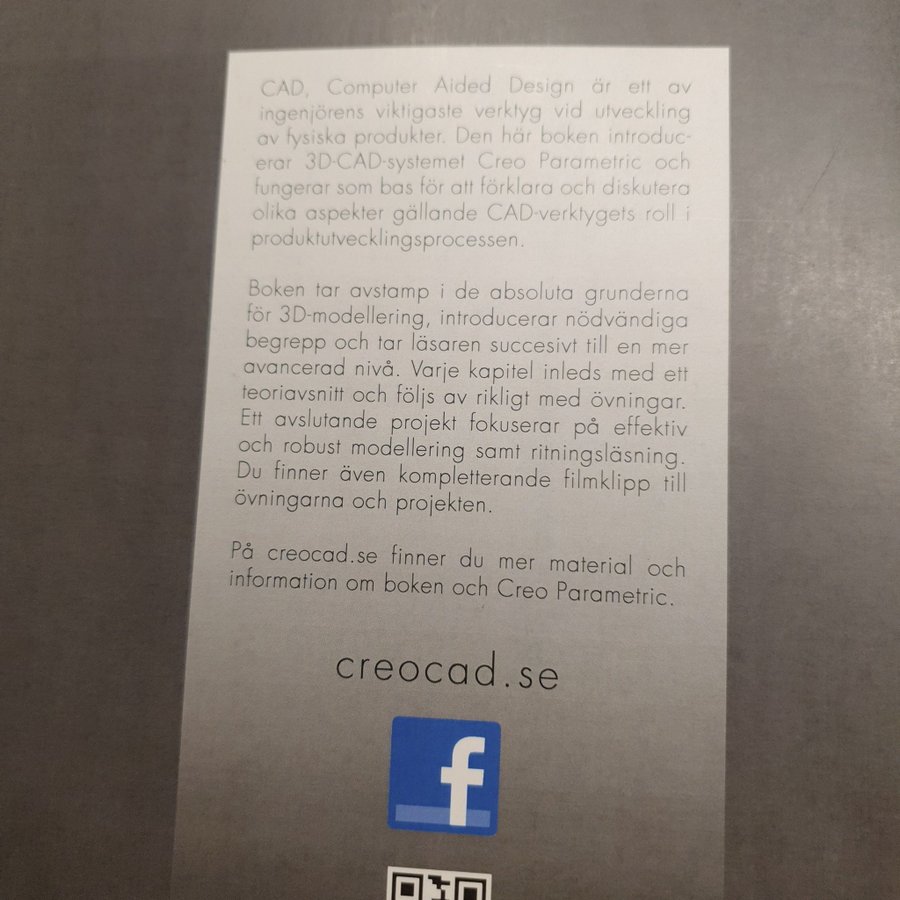 CAD, Computer Aided Design är ett av
ingenjörens viktigaste verktyg vid utveckling
av fysiska produkter. Den här boken introduc-
erar 3D-CAD-systemet Creo Parametric och
fungerar som bas för att förklara och diskutera
olika aspekter gällande CAD-verktygets roll i
produktutvecklingsprocessen.
Boken tar avstamp i de absoluta grunderna
för 3D-modellering, introducerar nödvändiga
begrepp och tar läsaren succesivt till en mer
avancerad nivå. Varje kapitel inleds med ett
teoriavsnitt och följs av rikligt med övningar.
Ett avslutande projekt fokuserar på effektiv
och robust modellering samt ritningsläsning.
Du finner även kompletterande filmklipp till
övningarna och projekten.
På creocad.se finner du mer material och
information om boken och Creo Parametric.
creocad.se
f